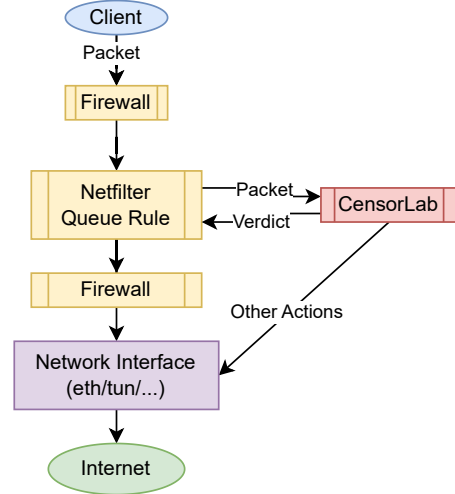 Client
Packet
Firewall
Netfilter
Queue Rule
Packet
Verdict
CensorLab
Firewall
Other Actions
Network Interface
(eth/tun/...)
Internet